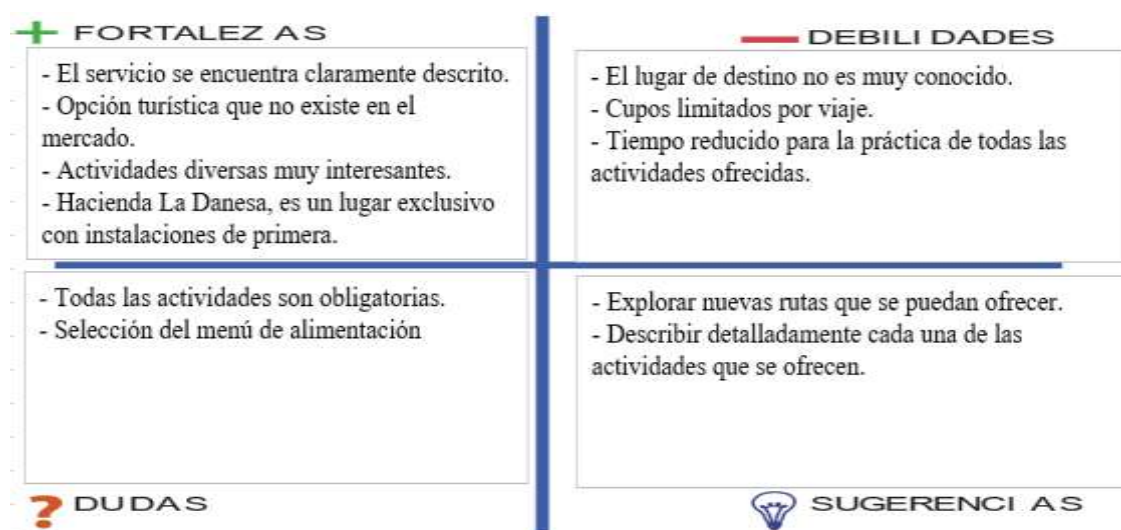 FORTALEZ AS
- El servicio se encuentra claramente descrito.
- Opción turística que no existe en el
mercado.
- Actividades diversas muy interesantes.
- Hacienda La Danesa, es un lugar exclusivo
con instalaciones de primera.
DEBILI DADES
- El lugar de destino no es muy conocido.
- Cupos limitados por viaje.
- Tiempo reducido para la práctica de todas las
actividades ofrecidas.
- Todas las actividades son obligatorias.
- Selección del menú de alimentación
? DUDAS
- Explorar nuevas rutas que se puedan ofrecer.
- Describir detalladamente cada una de las
actividades que se ofrecen.
SUGERENCI AS